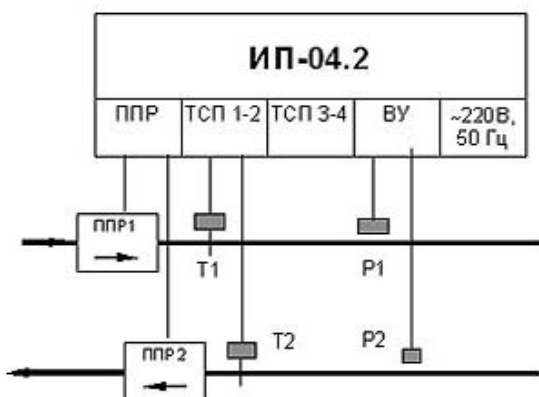 ИП-04.2
ППР
ТСП 1-2
ТСП 3-4
ВУ
~220В,
50 Гц
ППР1
Т1
Р1
ППР2
Т2
Р2